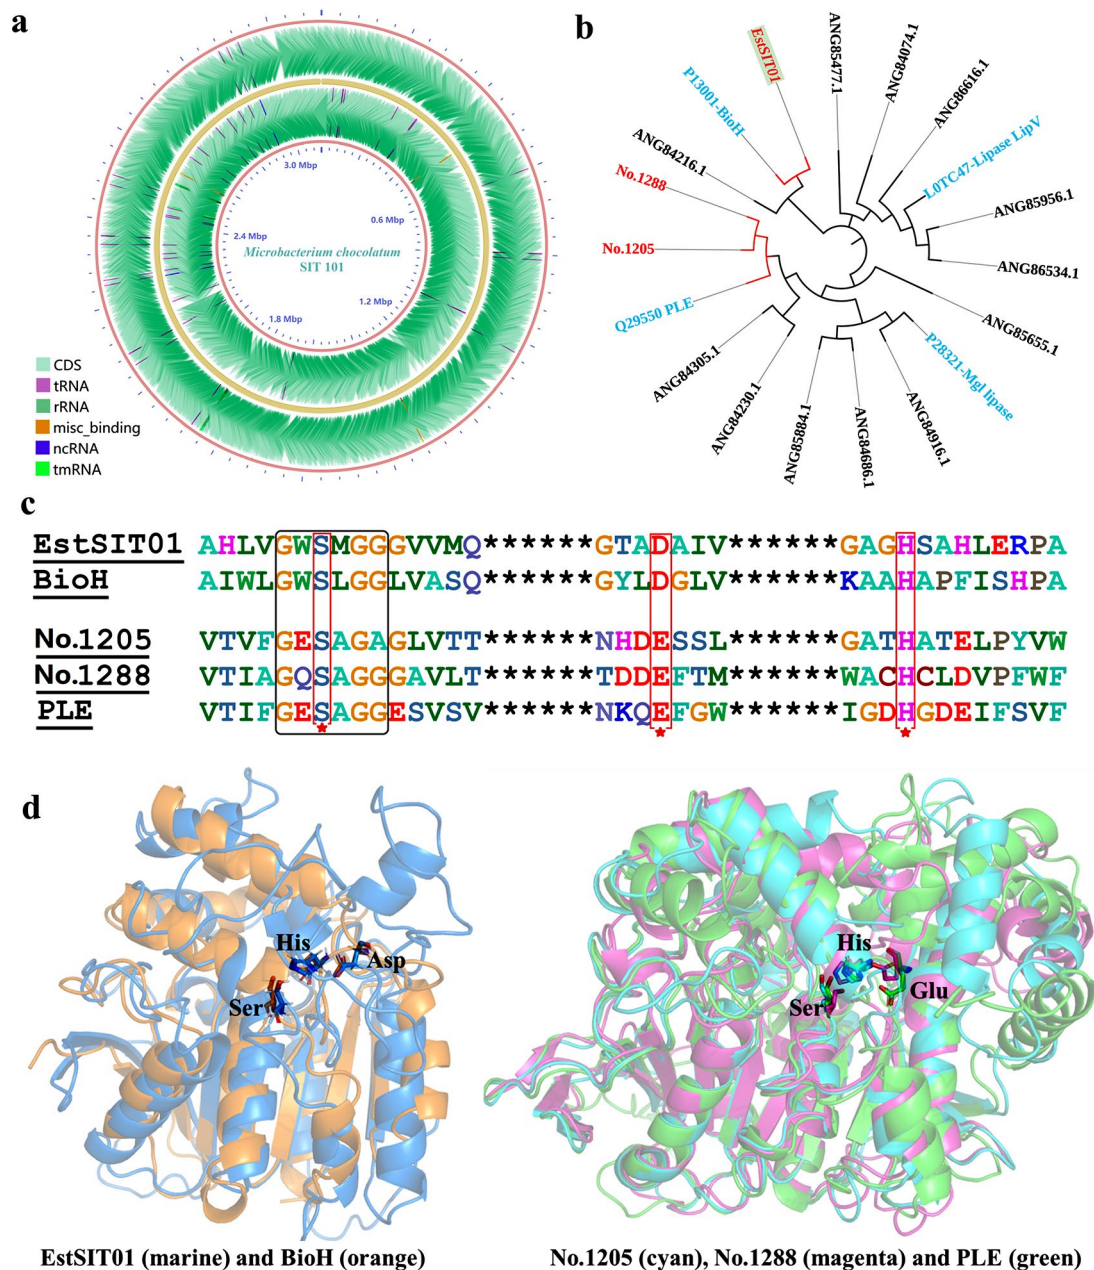 a
3.0 Mbp
0.6 Mbp
2.4 Mbp
Microbacterium chocolatum
SIT 101
1.2 Mbp
1.8 Mbp
CDS
tRNA
rRNA
misc_binding
ncRNA
tmRNA
b
EstSIT01
ANG85477.1
ANG84074.1
ANG86616.1
L0TC47-Lipase LipV
ANG85956.1
ANG86534.1
ANG85655.1
P28321-Mgl lipase
ANG84916.1
ANG84686.1
ANG85884.1
ANG84230.1
ANG84305.1
Q29550 PLE
No.1205
No.1288
ANG84216.1
P13001-BioH
c
EstSIT01 AHLVGWSMGGGVVMQ******GTADAIV******GAGHSAHLERPA
BioH AIWLGWSLGGLVASQ******GYLDGLV******KAAHAPFISHPA
No.1205 VTVFGESAGAGLVTT******NHDESSL******GATHATELPYVW
No.1288 VTIAGQSAGGGAVLT******TDDEFTM******WACHCLDVPFWF
PLE VTIFGESAGGESVSV******NKQEFGW******IGDHGDEIFSVF
d
His
Asp
Ser
His
Ser
Glu
EstSIT01 (marine) and BioH (orange)
No.1205 (cyan), No.1288 (magenta) and PLE (green)